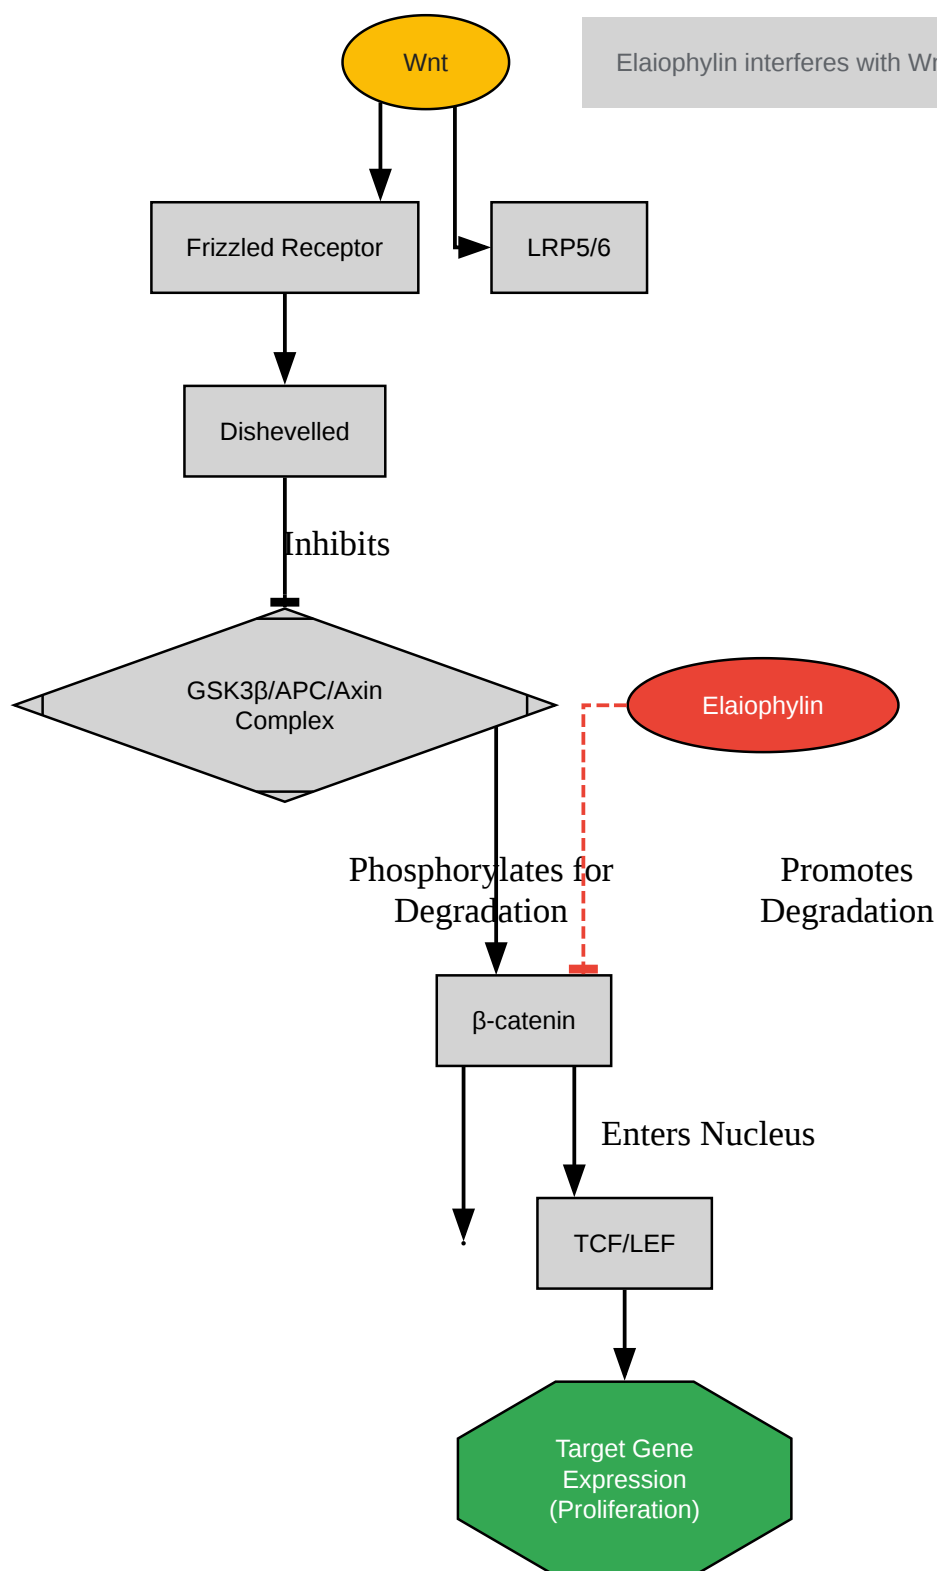 Wnt
Elaiophylin interferes with
Frizzled Receptor
LRP5/6
Dishevelled
Inhibits
GSK3β/APC/Axin
Complex
Elaiophylin
Phosphorylates for
Degradation
Promotes
Degradation
β-catenin
Enters Nucleus
TCF/LEF
Target Gene
Expression
(Proliferation)